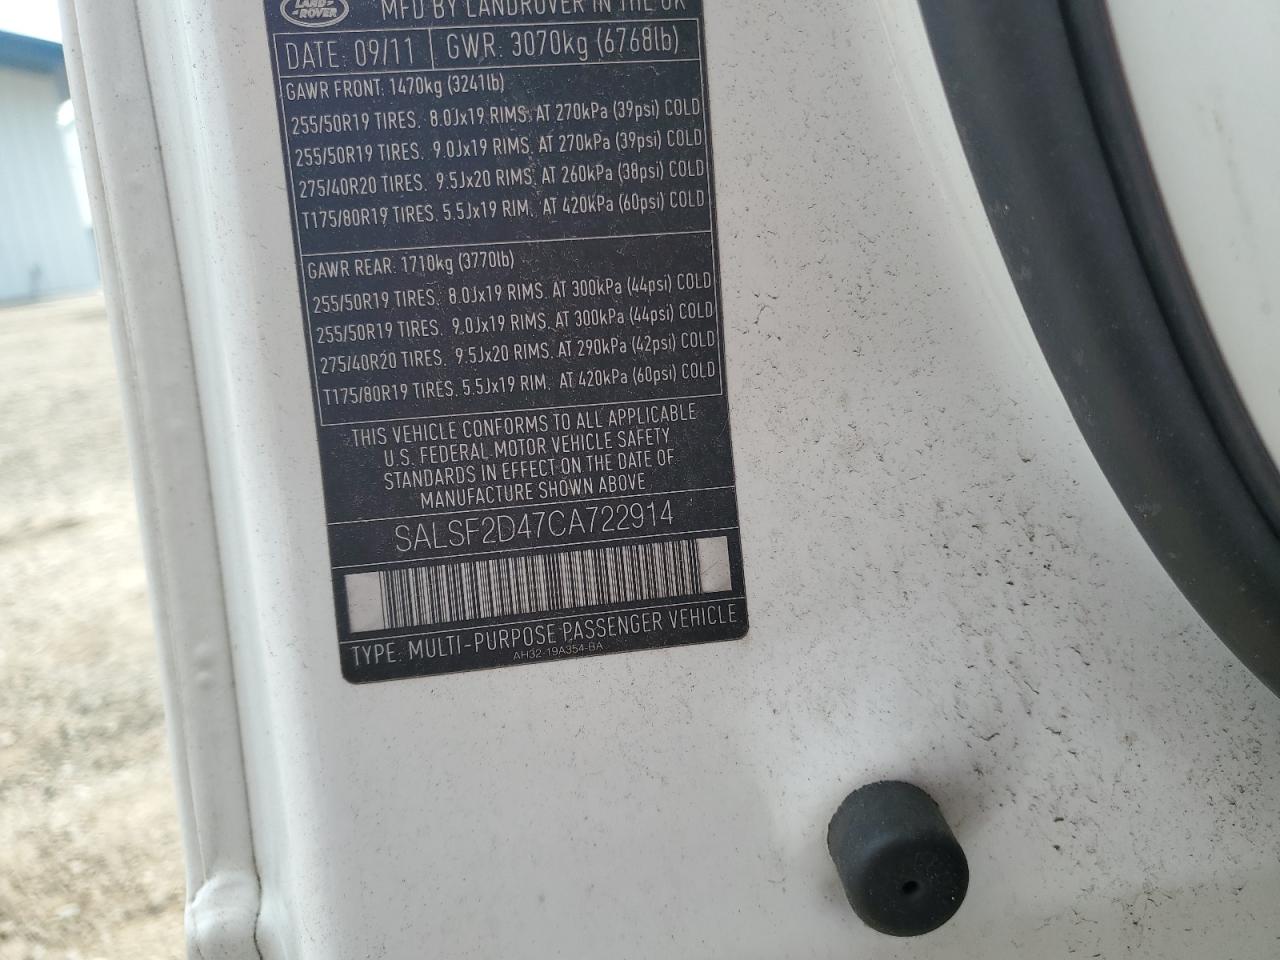 LAND-
-ROVER
MFD BY LANDROVER IN THE UK
DATE: 09/11 GWR: 3070kg (6768lb)
GAWR FRONT: 1470kg (3241lb)
255/50R19 TIRES. 8.0Jx19 RIMS. AT 270kPa (39psi) COLD
255/50R19 TIRES. 9.0Jx19 RIMS. AT 270kPa (39psi) COLD
275/40R20 TIRES. 9.5Jx20 RIMS. AT 260kPa (38psi) COLD
T175/80R19 TIRES. 5.5Jx19 RIM. AT 420kPa (60psi) COLD
GAWR REAR: 1710kg (3770lb)
255/50R19 TIRES. 8.0Jx19 RIMS. AT 300kPa (44psi) COLD
255/50R19 TIRES. 9.0Jx19 RIMS. AT 300kPa (44psi) COLD
275/40R20 TIRES. 9.5Jx20 RIMS. AT 290kPa (42psi) COLD
T175/80R19 TIRES. 5.5Jx19 RIM. AT 420kPa (60psi) COLD
THIS VEHICLE CONFORMS TO ALL APPLICABLE
U.S. FEDERAL MOTOR VEHICLE SAFETY
STANDARDS IN EFFECT ON THE DATE OF
MANUFACTURE SHOWN ABOVE
SALSF2D47CA722914
TYPE: MULTI-PURPOSE PASSENGER VEHICLE
AH32-19A354-BA